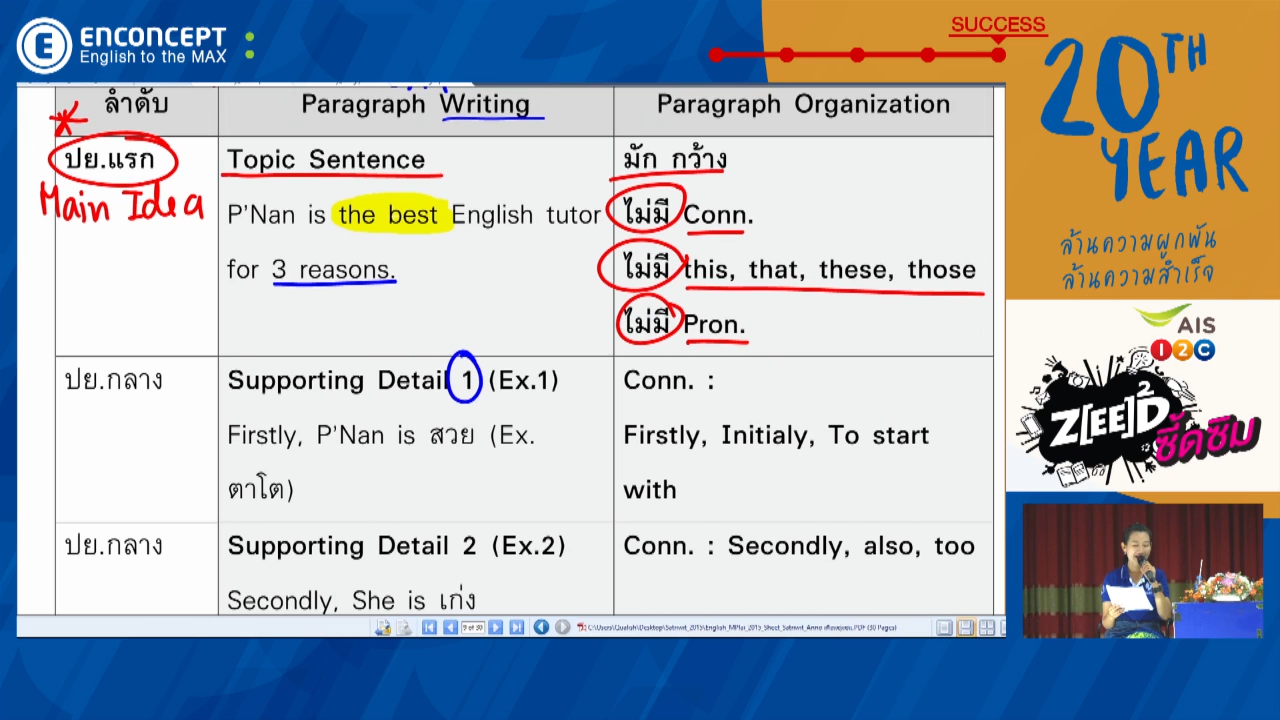 ENCONCEPT
English to the MAX
SUCCESS
20TH
YEAR
ล้านความผูกพัน
ล้านความสำเร็จ
AIS
I2C
Z[EE]2D
ซี้ดซิม
ลำดับ
Paragraph Writing
Paragraph Organization
ปย.แรก
Main Idea
Topic Sentence
P'Nan is the best English tutor
for 3 reasons.
มัก กว้าง
ไม่มี Conn.
ไม่มี this, that, these, those
ไม่มี Pron.
ปย.กลาง
Supporting Detail 1 (Ex.1)
Firstly, P'Nan is สวย (Ex.
ตาโต)
Conn. :
Firstly, Initialy, To start
with
ปย.กลาง
Supporting Detail 2 (Ex.2)
Secondly, She is เก่ง
Conn. : Secondly, also, too
9 of 30